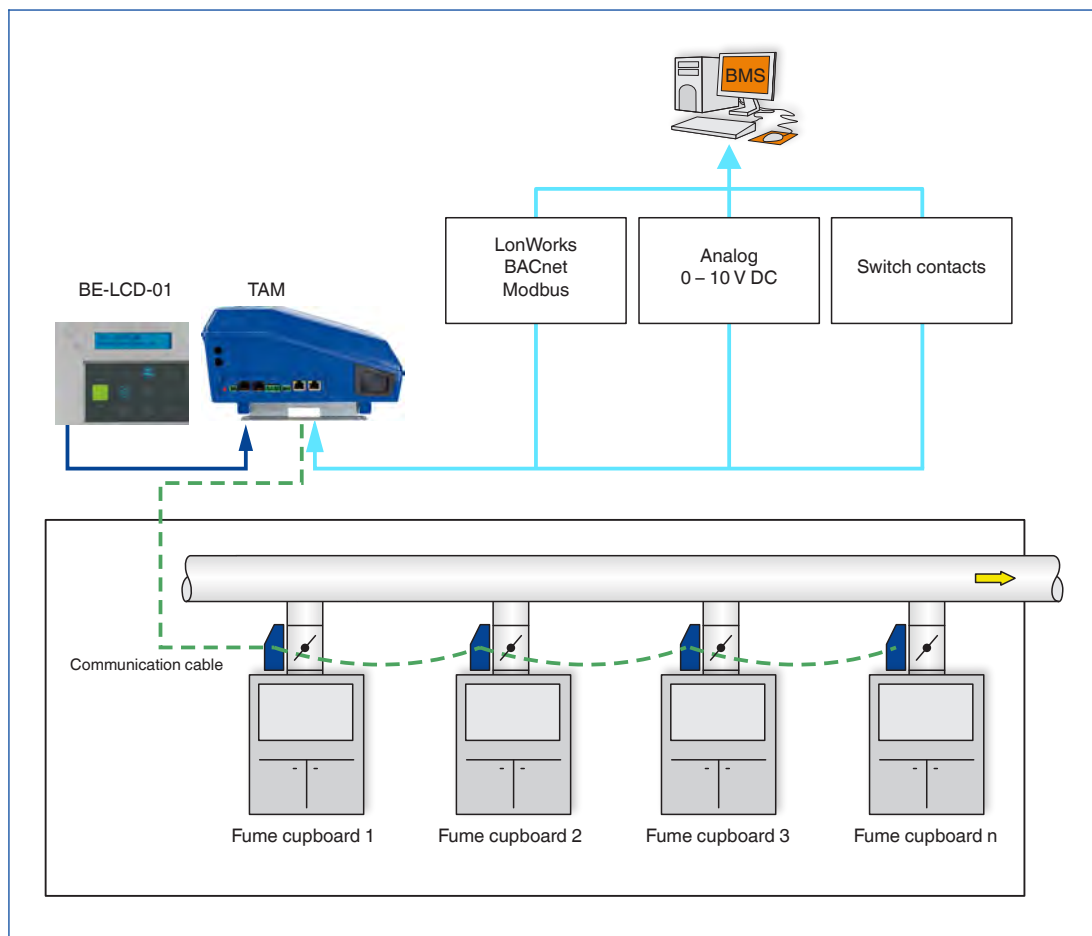 BMS
LonWorks
BACnet
Modbus
Analog
0 – 10 V DC
Switch contacts
BE-LCD-01
TAM
Communication cable
Fume cupboard 1
Fume cupboard 2
Fume cupboard 3
Fume cupboard n